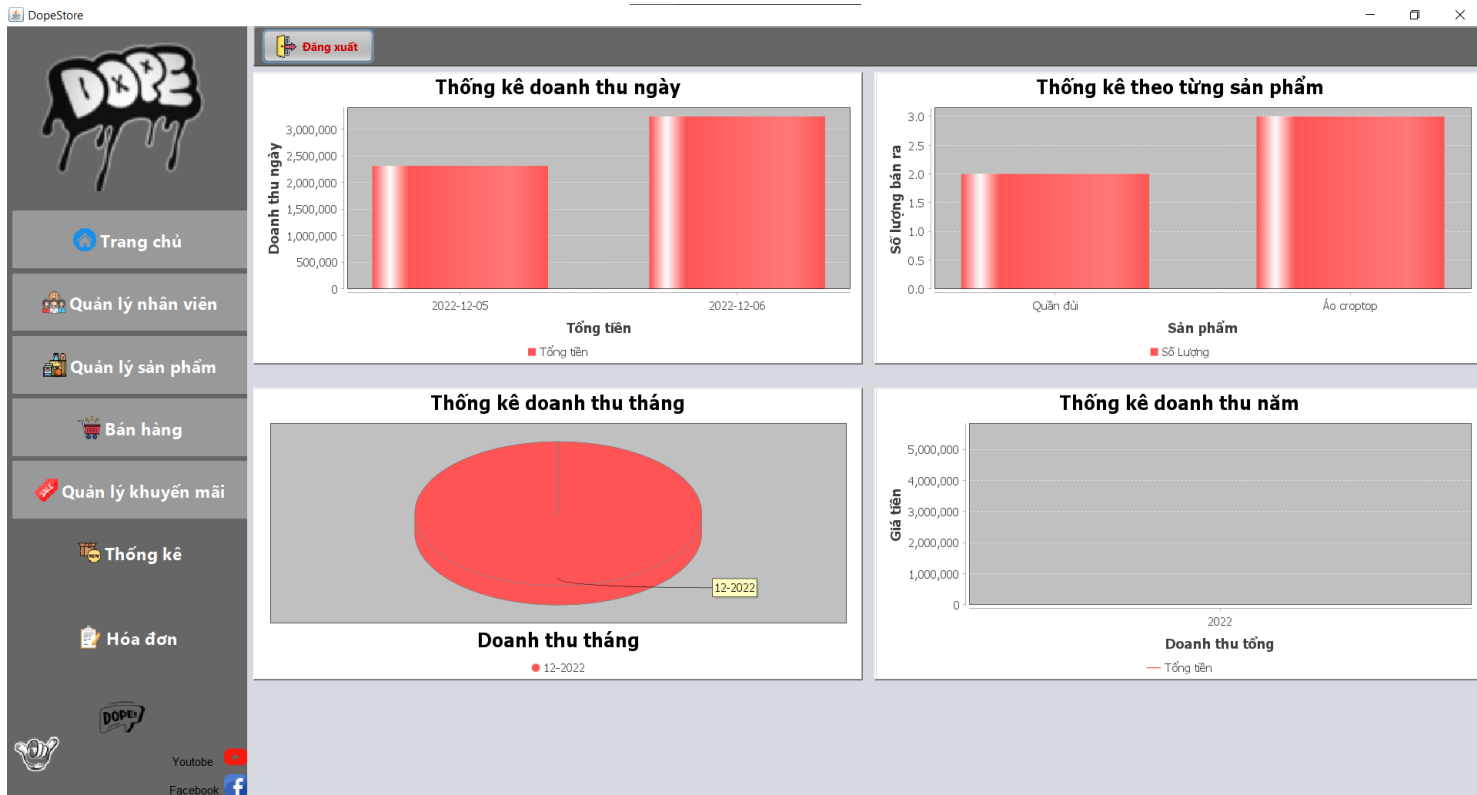 DopeStore
DOPE
Đăng xuất
Trang chủ
Quản lý nhân viên
Quản lý sản phẩm
Bán hàng
SALE
Quản lý khuyến mãi
NEW
Thống kê
Hóa đơn
DOPE!
Youtobe
Facebook
Thống kê doanh thu ngày
Doanh thu ngày
3,000,000
2,500,000
2,000,000
1,500,000
1,000,000
500,000
0
2022-12-05
2022-12-06
Tổng tiền
Tổng tiền
Thống kê theo từng sản phẩm
Số lượng bán ra
3.0
2.5
2.0
1.5
1.0
0.5
0.0
Quần đùi
Áo croptop
Sản phẩm
Số Lượng
Thống kê doanh thu tháng
12-2022
Doanh thu tháng
12-2022
Thống kê doanh thu năm
Giá tiền
5,000,000
4,000,000
3,000,000
2,000,000
1,000,000
0
2022
Doanh thu tổng
Tổng tiền